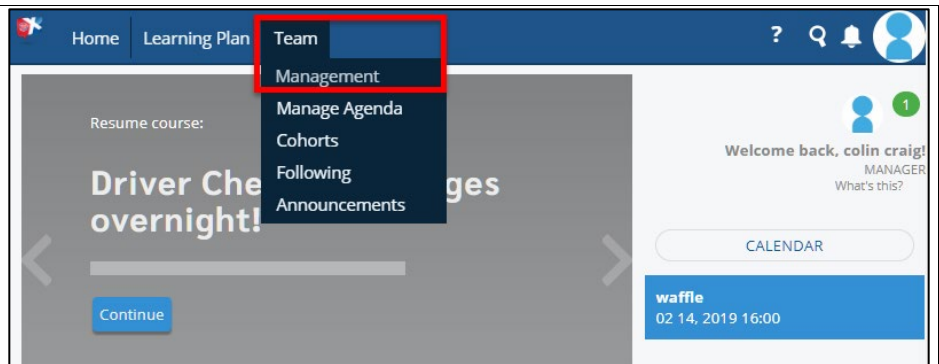 Home Learning Plan Team ?
Management
Manage Agenda
Cohorts
Following
Announcements
Resume course:
Driver Che ges
overnight!
Continue
1
Welcome back, colin craig!
MANAGER
What's this?
CALENDAR
waffle
02 14, 2019 16:00